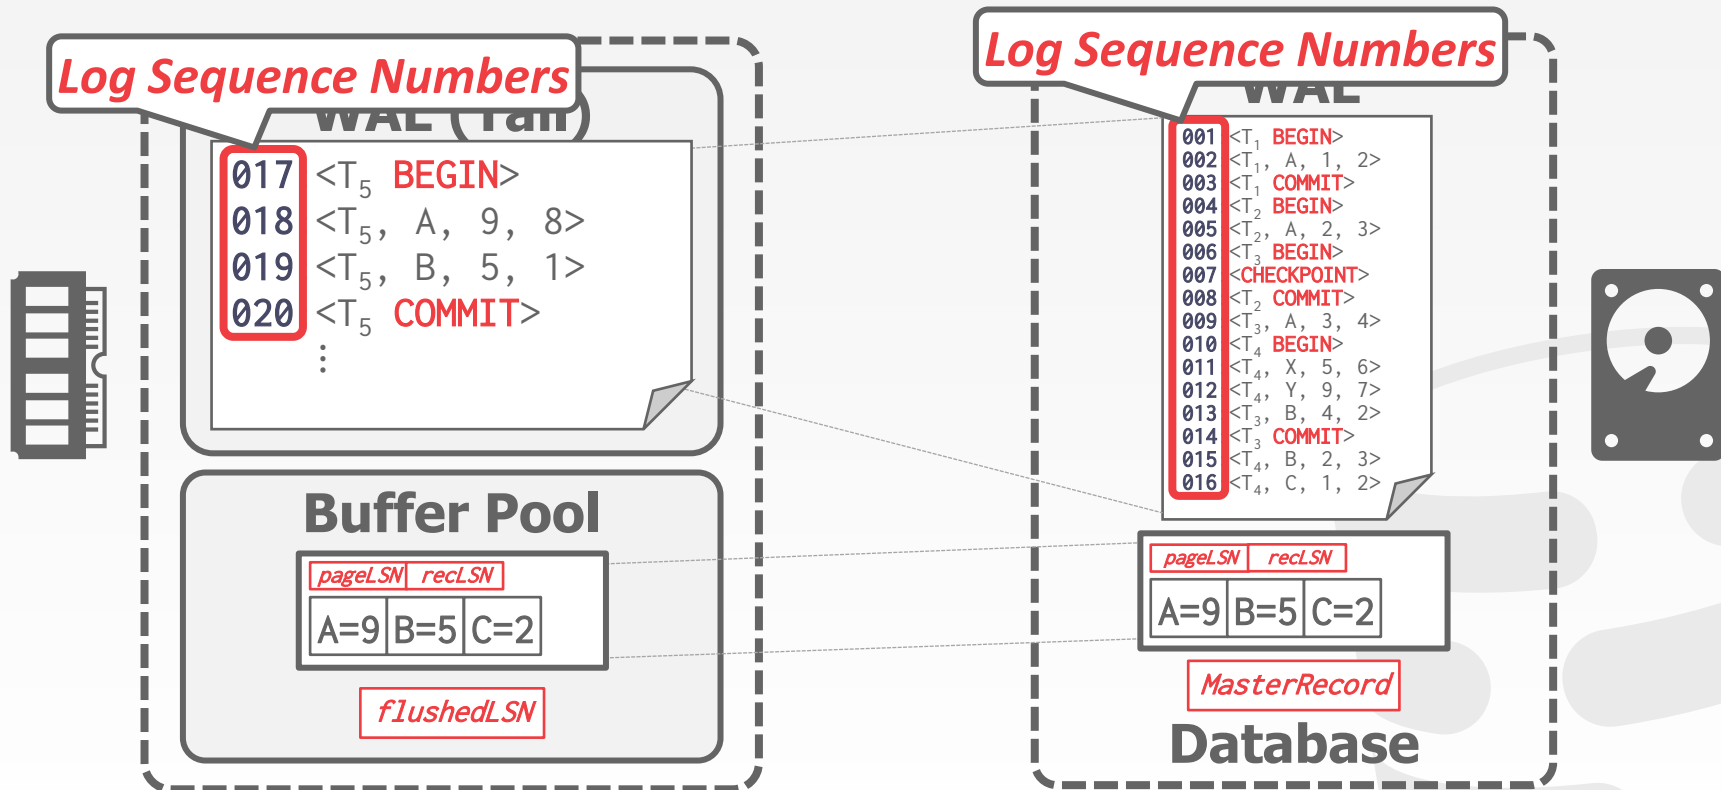 Log Sequence Numbers
WAL (Tail)
017 <T5 BEGIN>
018 <T5, A, 9, 8>
019 <T5, B, 5, 1>
020 <T5 COMMIT>
⋮
Buffer Pool
pageLSN recLSN
A=9 B=5 C=2
flushedLSN
Log Sequence Numbers
WAL
001 <T1 BEGIN>
002 <T1, A, 1, 2>
003 <T1 COMMIT>
004 <T2 BEGIN>
005 <T2, A, 2, 3>
006 <T3 BEGIN>
007 <CHECKPOINT>
008 <T2 COMMIT>
009 <T3, A, 3, 4>
010 <T4 BEGIN>
011 <T4, X, 5, 6>
012 <T4, Y, 9, 7>
013 <T3, B, 4, 2>
014 <T3 COMMIT>
015 <T4, B, 2, 3>
016 <T4, C, 1, 2>
pageLSN recLSN
A=9 B=5 C=2
MasterRecord
Database